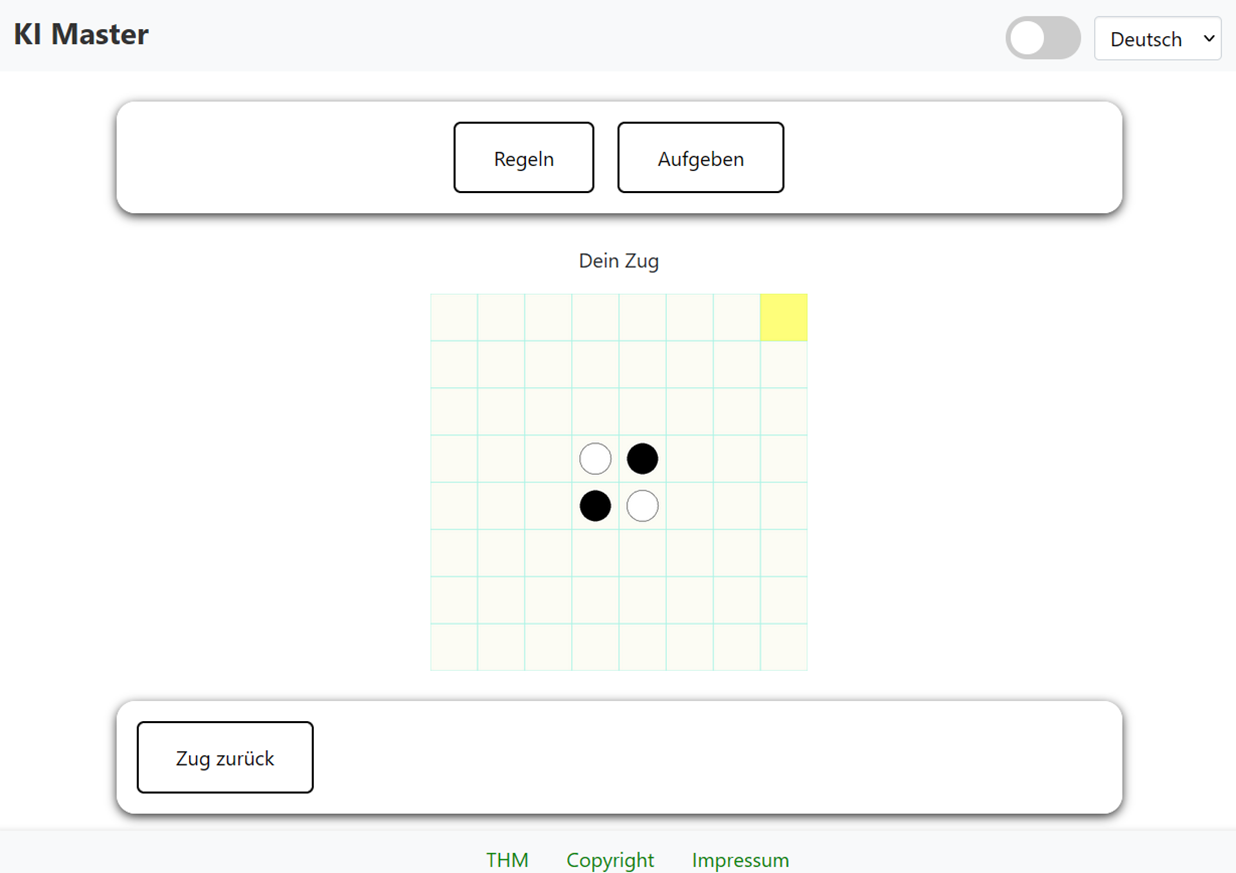 KI Master
Deutsch
Regeln
Aufgeben
Dein Zug
Zug zurück
THM
Copyright
Impressum